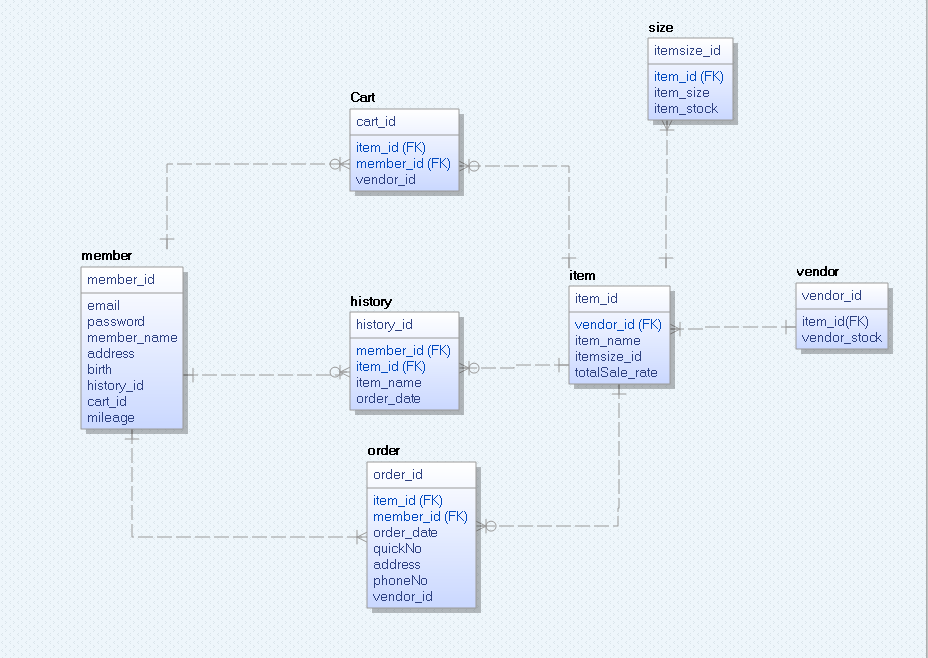 size
itemsize_id
item_id (FK)
item_size
item_stock
Cart
cart_id
item_id (FK)
member_id (FK)
vendor_id
member
member_id
email
password
member_name
address
birth
history_id
cart_id
mileage
history
history_id
member_id (FK)
item_id (FK)
item_name
order_date
item
item_id
vendor_id (FK)
item_name
itemsize_id
totalSale_rate
vendor
vendor_id
item_id(FK)
vendor_stock
order
order_id
item_id (FK)
member_id (FK)
order_date
quickNo
address
phoneNo
vendor_id